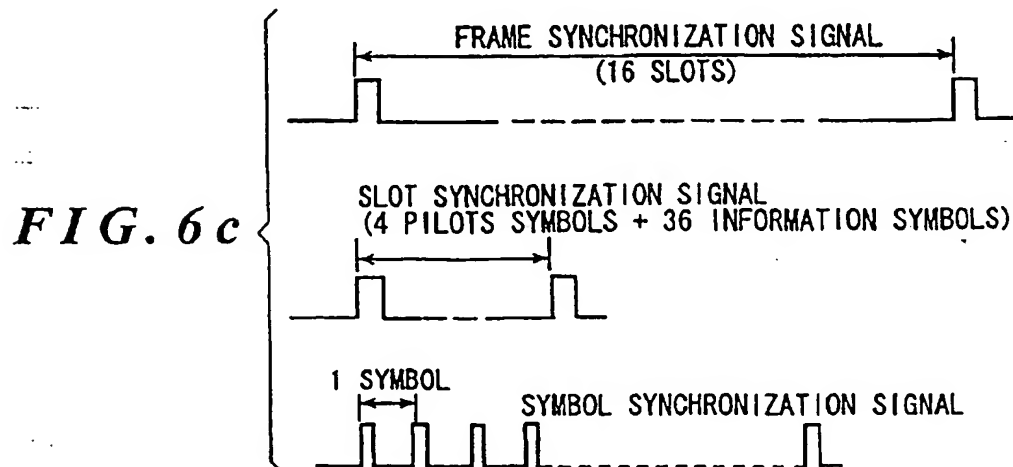 FRAME SYNCHRONIZATION SIGNAL
(16 SLOTS)
SLOT SYNCHRONIZATION SIGNAL
(4 PILOTS SYMBOLS + 36 INFORMATION SYMBOLS)
FIG. 6c
1 SYMBOL
SYMBOL SYNCHRONIZATION SIGNAL